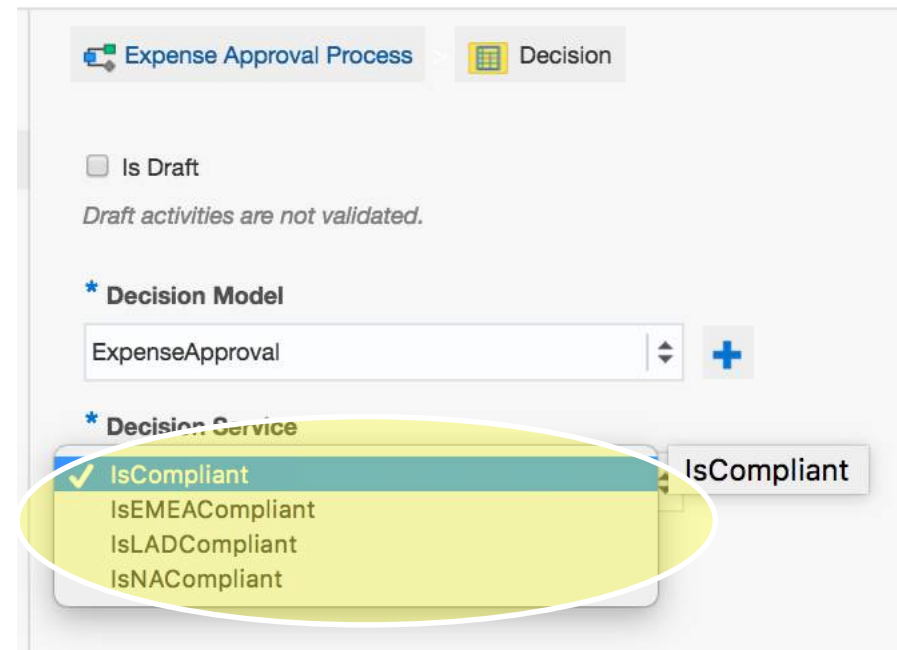 Expense Approval Process > Decision
Is Draft
Draft activities are not validated.
* Decision Model
ExpenseApproval
* Decision Service
✓ IsCompliant
IsCompliant
IsEMEACompliant
IsLADCompliant
IsNACompliant